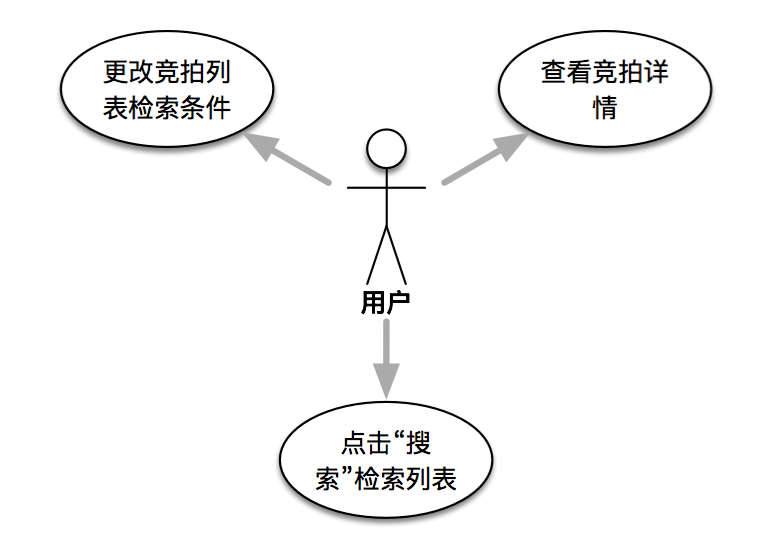 更改竞拍列
表检索条件
查看竞拍详
情
用户
点击“搜
索”检索列表